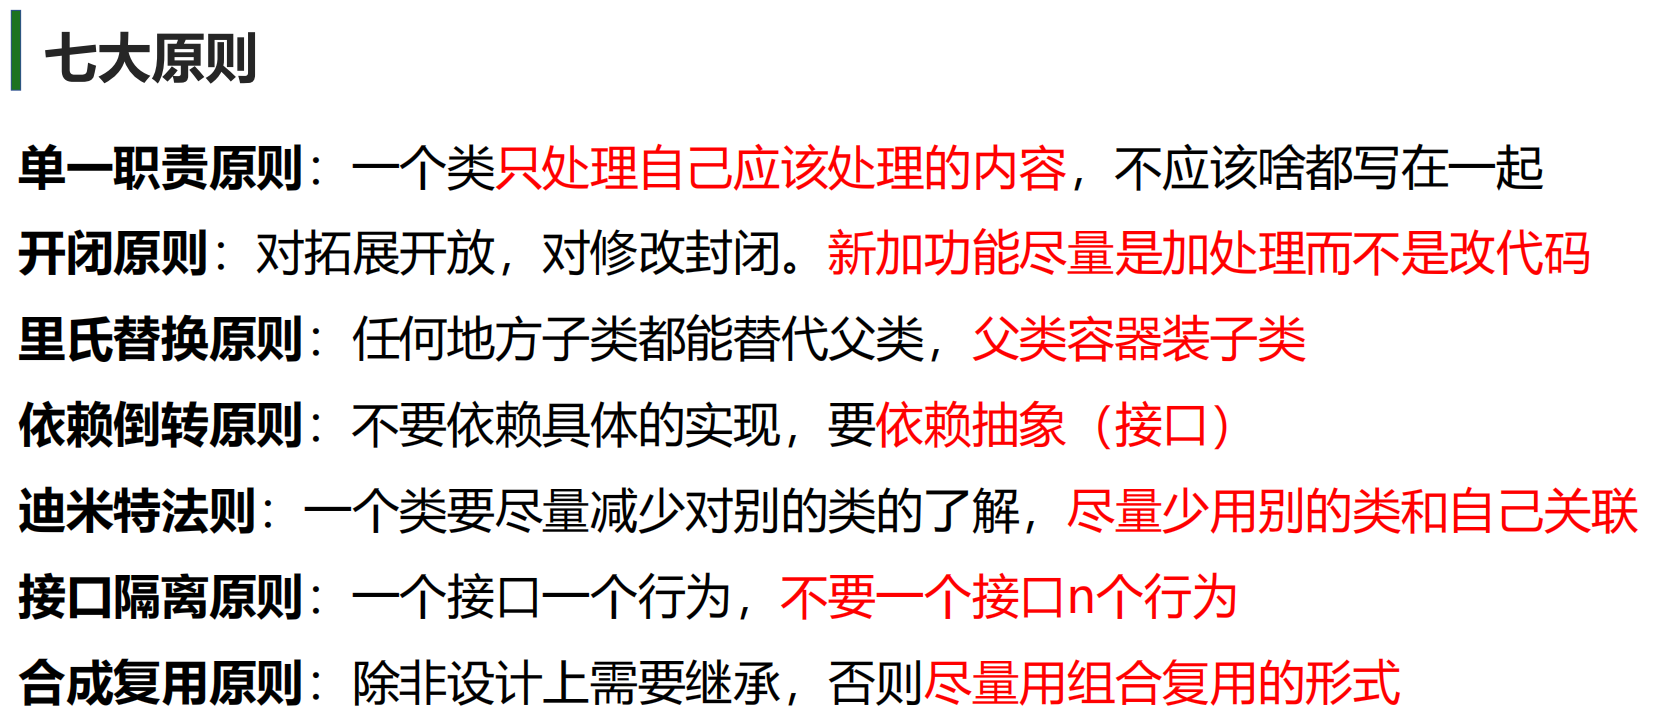 七大原则
单一职责原则：一个类只处理自己应该处理的内容，不应该啥都写在一起
开闭原则：对拓展开放，对修改封闭。新加功能尽量是加处理而不是改代码
里氏替换原则：任何地方子类都能替代父类，父类容器装子类
依赖倒转原则：不要依赖具体的实现，要依赖抽象（接口）
迪米特法则：一个类要尽量减少对别的类的了解，尽量少用别的类和自己关联
接口隔离原则：一个接口一个行为，不要一个接口n个行为
合成复用原则：除非设计上需要继承，否则尽量用组合复用的形式